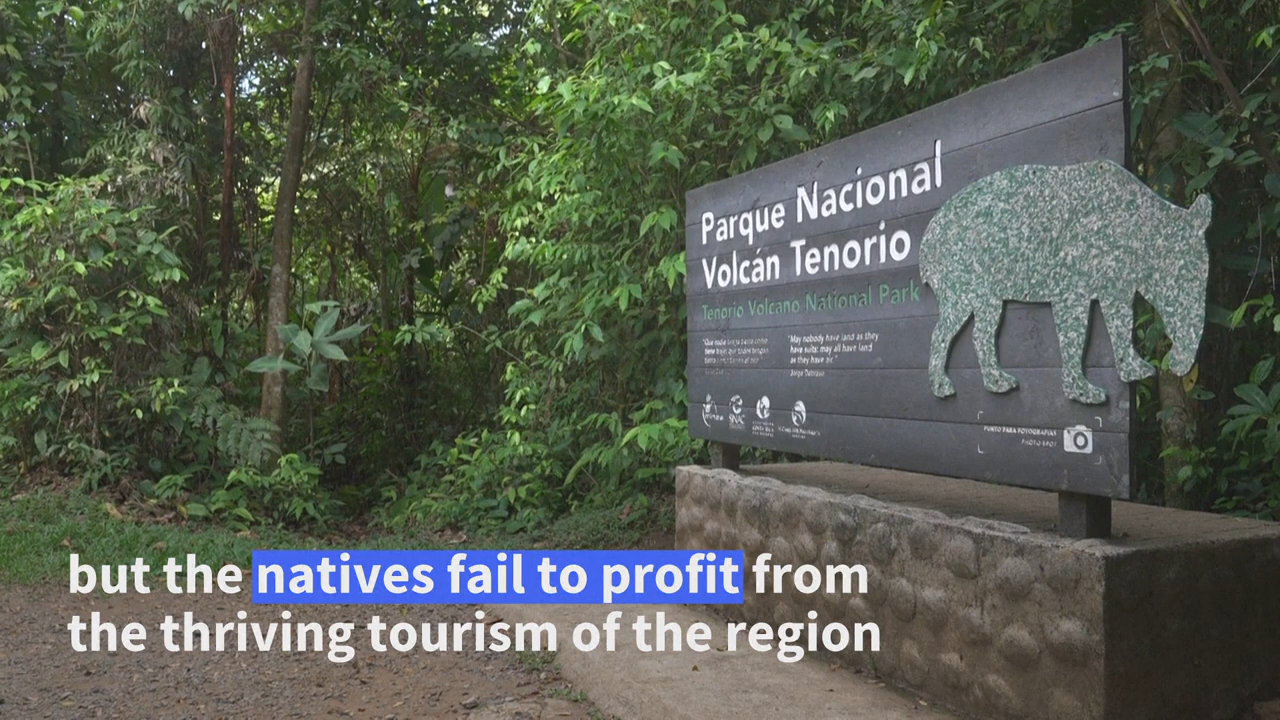 Parque Nacional
Volcán Tenorio
Tenorio Volcano National Park
"May nobody have land as they
have suits: may all have land
as they have air."
PUNTO PARA FOTOGRAFÍAS
PHOTO SPOT
but the natives fail to profit from
the thriving tourism of the region